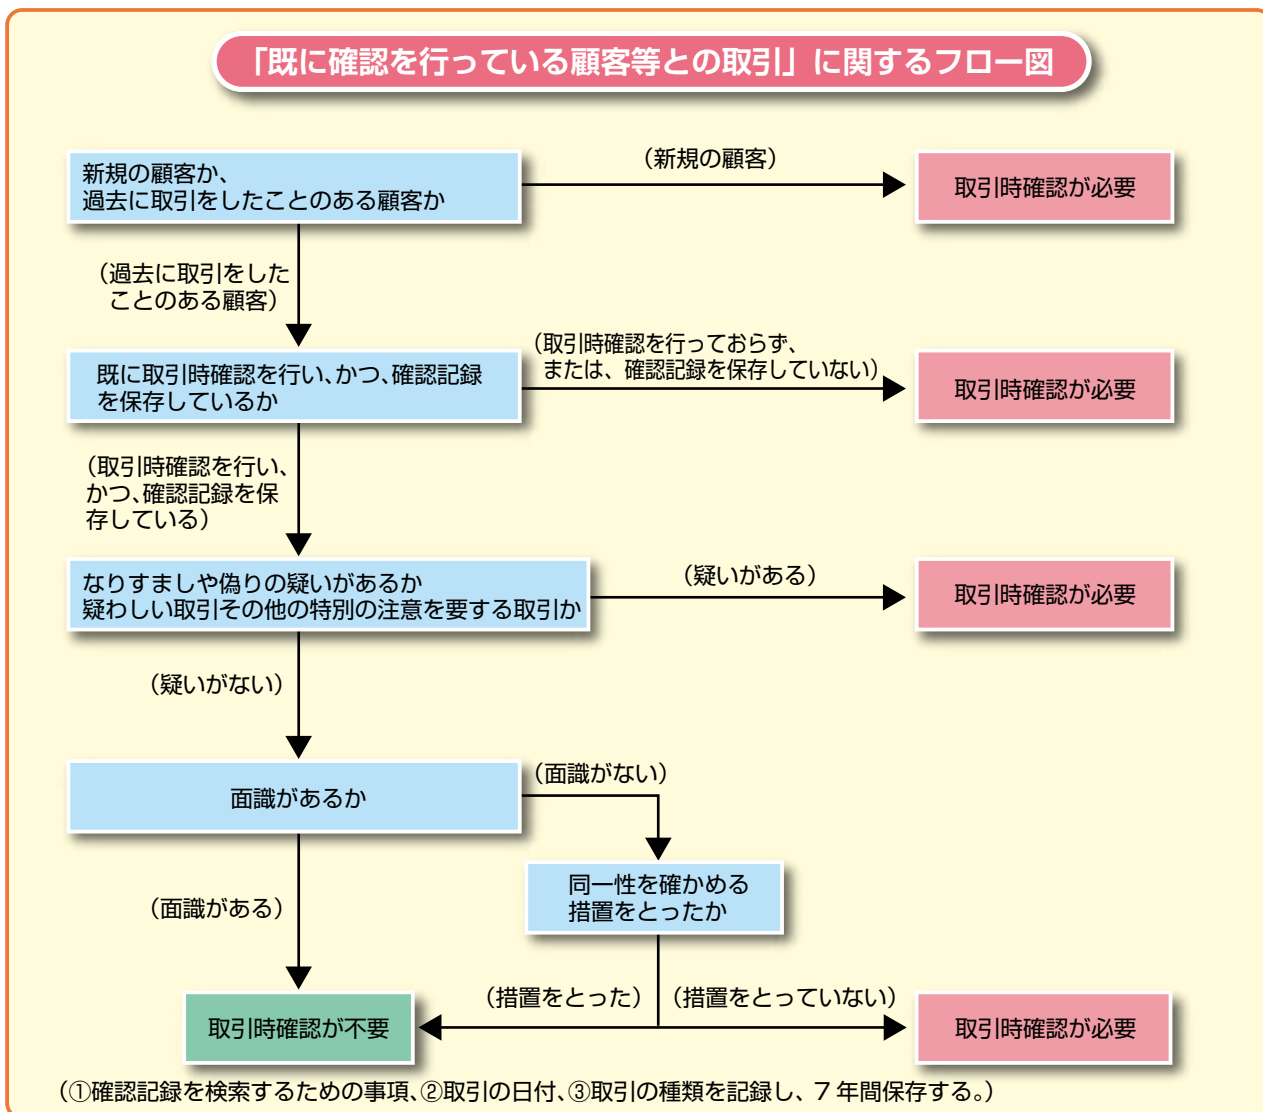 「既に確認を行っている顧客等との取引」に関するフロー図
新規の顧客か、
過去に取引をしたことのある顧客か
（新規の顧客）
取引時確認が必要
（過去に取引をした
ことのある顧客）
既に取引時確認を行い、かつ、確認記録
を保存しているか
（取引時確認を行っておらず、
または、確認記録を保存していない）
取引時確認が必要
（取引時確認を行い、
かつ、確認記録を保
存している）
なりすましや偽りの疑いがあるか
疑わしい取引その他の特別の注意を要する取引か
（疑いがある）
取引時確認が必要
（疑いがない）
面識があるか
（面識がない）
同一性を確かめる
措置をとったか
（面識がある）
（措置をとった）
（措置をとっていない）
取引時確認が不要
取引時確認が必要
（①確認記録を検索するための事項、②取引の日付、③取引の種類を記録し、7年間保存する。）